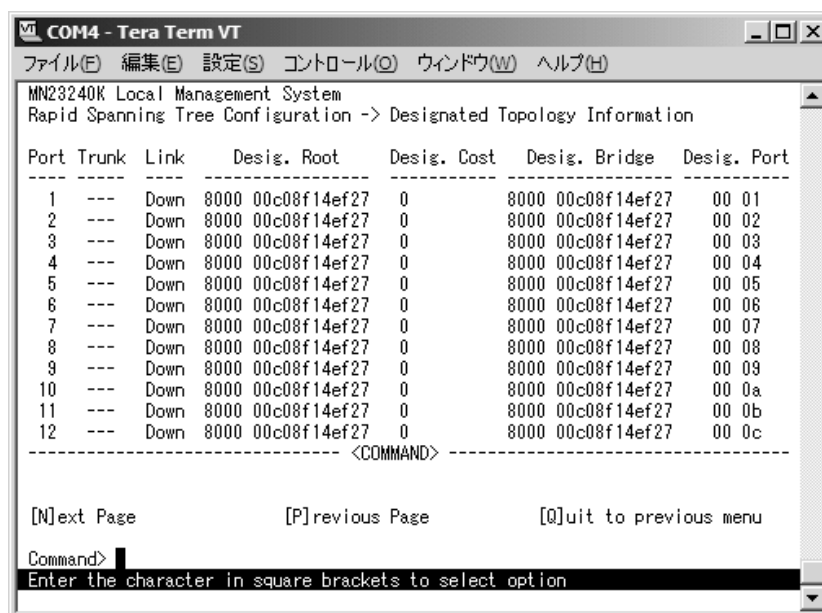 COM4 - Tera Term VT
ファイル(F) 編集(E) 設定(S) コントロール(O) ウィンドウ(W) ヘルプ(H)
MN23240K Local Management System
Rapid Spanning Tree Configuration -> Designated Topology Information
Port Trunk Link Desig. Root Desig. Cost Desig. Bridge Desig. Port
---- ----- ---- ----------------- ----------- ----------------- -----------
1 --- Down 8000 00c08f14ef27 0 8000 00c08f14ef27 00 01
2 --- Down 8000 00c08f14ef27 0 8000 00c08f14ef27 00 02
3 --- Down 8000 00c08f14ef27 0 8000 00c08f14ef27 00 03
4 --- Down 8000 00c08f14ef27 0 8000 00c08f14ef27 00 04
5 --- Down 8000 00c08f14ef27 0 8000 00c08f14ef27 00 05
6 --- Down 8000 00c08f14ef27 0 8000 00c08f14ef27 00 06
7 --- Down 8000 00c08f14ef27 0 8000 00c08f14ef27 00 07
8 --- Down 8000 00c08f14ef27 0 8000 00c08f14ef27 00 08
9 --- Down 8000 00c08f14ef27 0 8000 00c08f14ef27 00 09
10 --- Down 8000 00c08f14ef27 0 8000 00c08f14ef27 00 0a
11 --- Down 8000 00c08f14ef27 0 8000 00c08f14ef27 00 0b
12 --- Down 8000 00c08f14ef27 0 8000 00c08f14ef27 00 0c
-------------------------------- <COMMAND> -----------------------------------
[N]ext Page [P]revious Page [Q]uit to previous menu
Command>
Enter the character in square brackets to select option